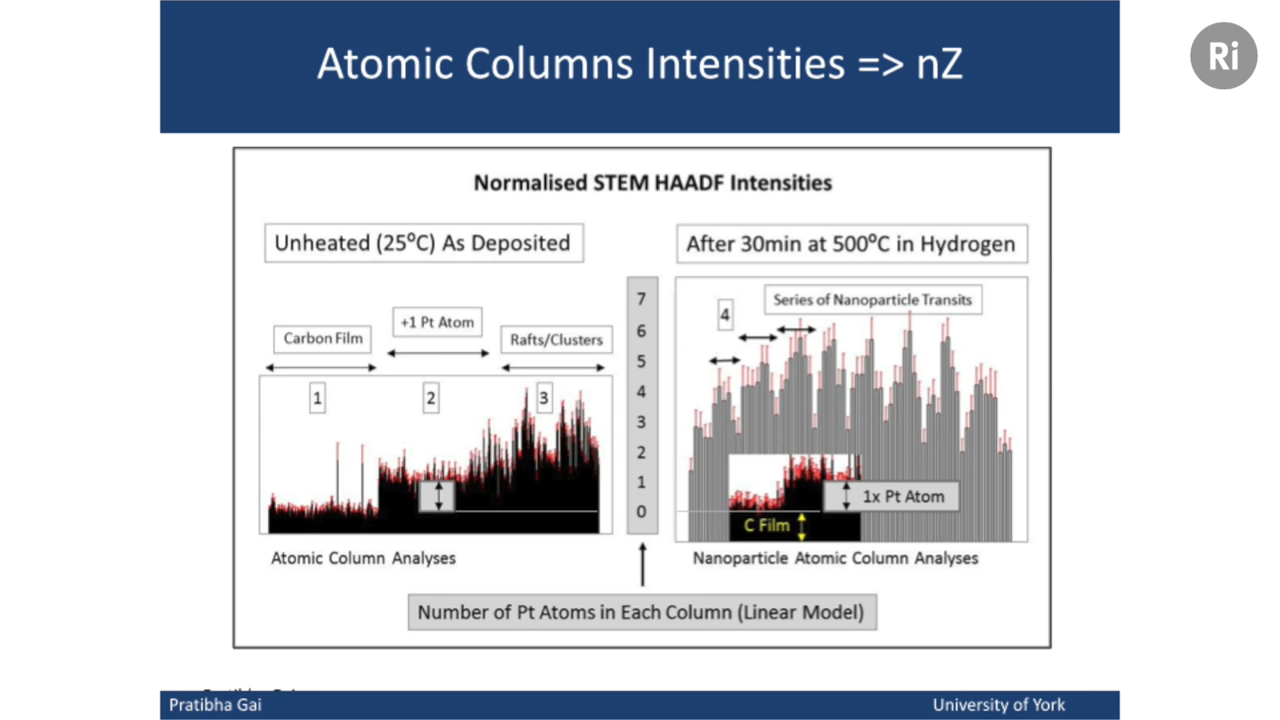 Atomic Columns Intensities => nZ
Ri
Normalised STEM HAADF Intensities
Unheated (25°C) As Deposited
After 30min at 500°C in Hydrogen
Carbon Film
+1 Pt Atom
Rafts/Clusters
1
2
3
7
6
5
4
3
2
1
0
4
Series of Nanoparticle Transits
1x Pt Atom
C Film
Atomic Column Analyses
Nanoparticle Atomic Column Analyses
Number of Pt Atoms in Each Column (Linear Model)
Pratibha Gai
University of York